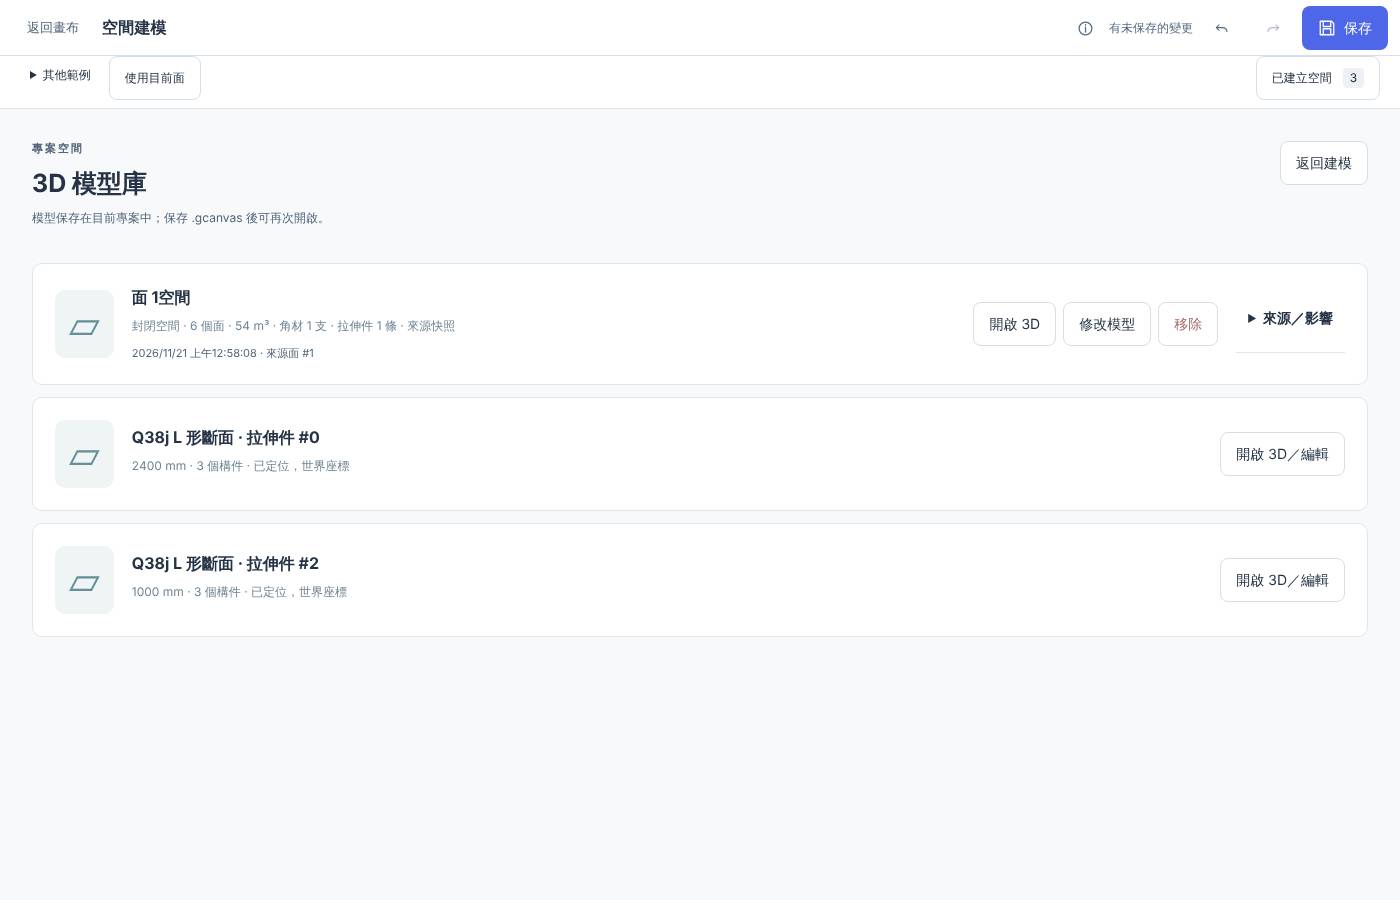 返回畫布 空間建模 有未保存的變更 保存
其他範例 使用目前面 已建立空間 3
專案空間
3D 模型庫
返回建模
模型保存在目前專案中；保存 .gcanvas 後可再次開啟。
面 1空間
封閉空間 · 6 個面 · 54 m³ · 角材 1 支 · 拉伸件 1 條 · 來源快照
2026/11/21 上午12:58:08 · 來源面 #1
開啟 3D 修改模型 移除 來源／影響
Q38j L 形斷面 · 拉伸件 #0
2400 mm · 3 個構件 · 已定位，世界座標
開啟 3D／編輯
Q38j L 形斷面 · 拉伸件 #2
1000 mm · 3 個構件 · 已定位，世界座標
開啟 3D／編輯